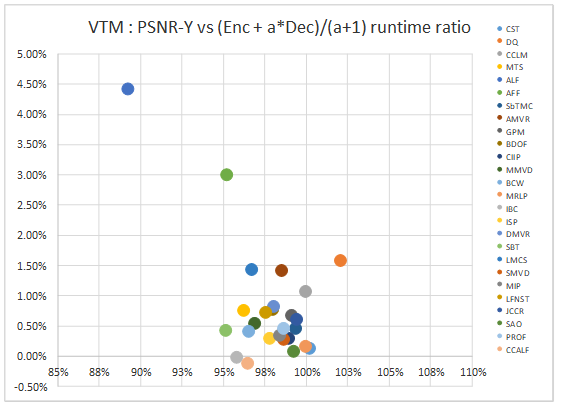 VTM : PSNR-Y vs (Enc + a*Dec)/(a+1) runtime ratio
5.00%
4.50%
4.00%
3.50%
3.00%
2.50%
2.00%
1.50%
1.00%
0.50%
0.00%
-0.50%
85% 88% 90% 93% 95% 98% 100% 103% 105% 108% 110%
CST
DQ
CCLM
MTS
ALF
AFF
SbTMC
AMVR
GPM
BDOF
CIIP
MMVD
BCW
MRLP
IBC
ISP
DMVR
SBT
LMCS
SMVD
MIP
LFNST
JCCR
SAO
PROF
CCALF